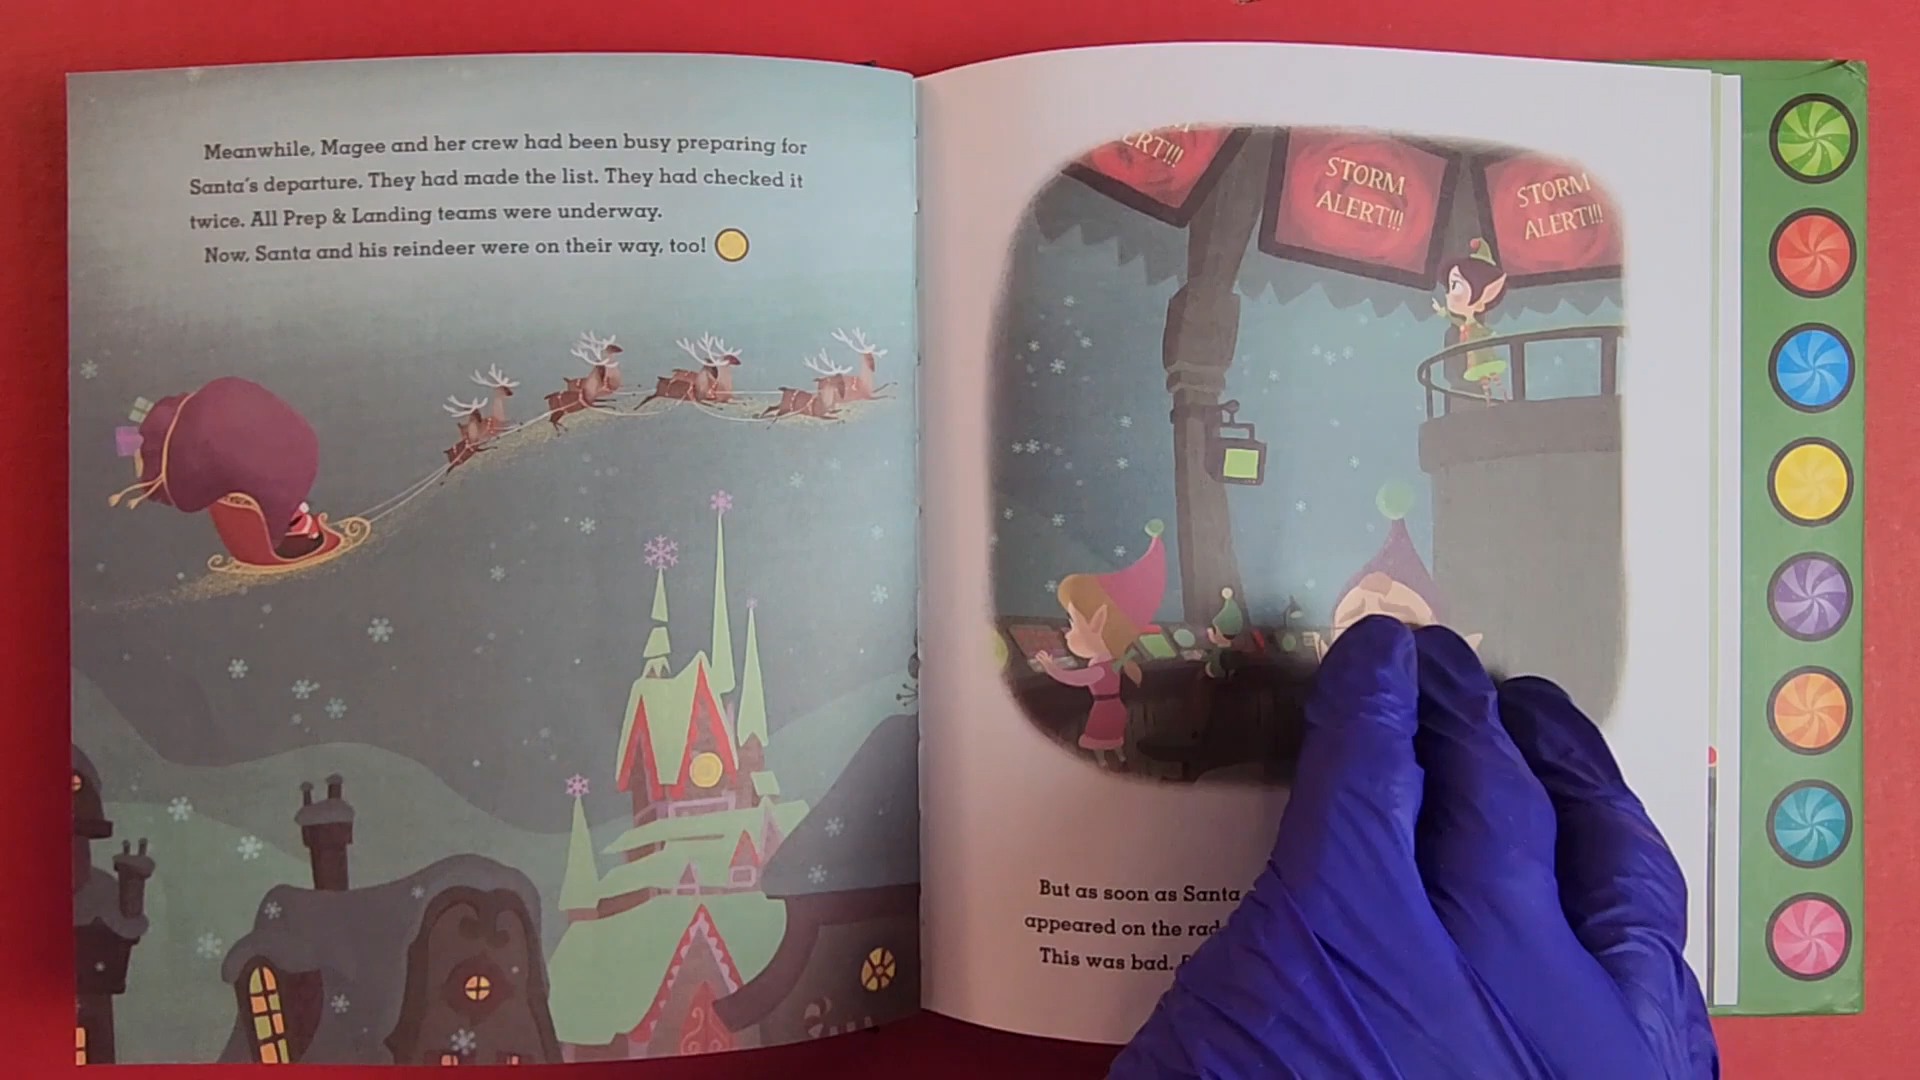 Meanwhile, Magee and her crew had been busy preparing for
Santa's departure. They had made the list. They had checked it
twice. All Prep & Landing teams were underway.
Now, Santa and his reindeer were on their way, too!
ERT!!!
STORM
ALERT!!!
STORM
ALERT!!!
But as soon as Santa
appeared on the rad
This was bad.